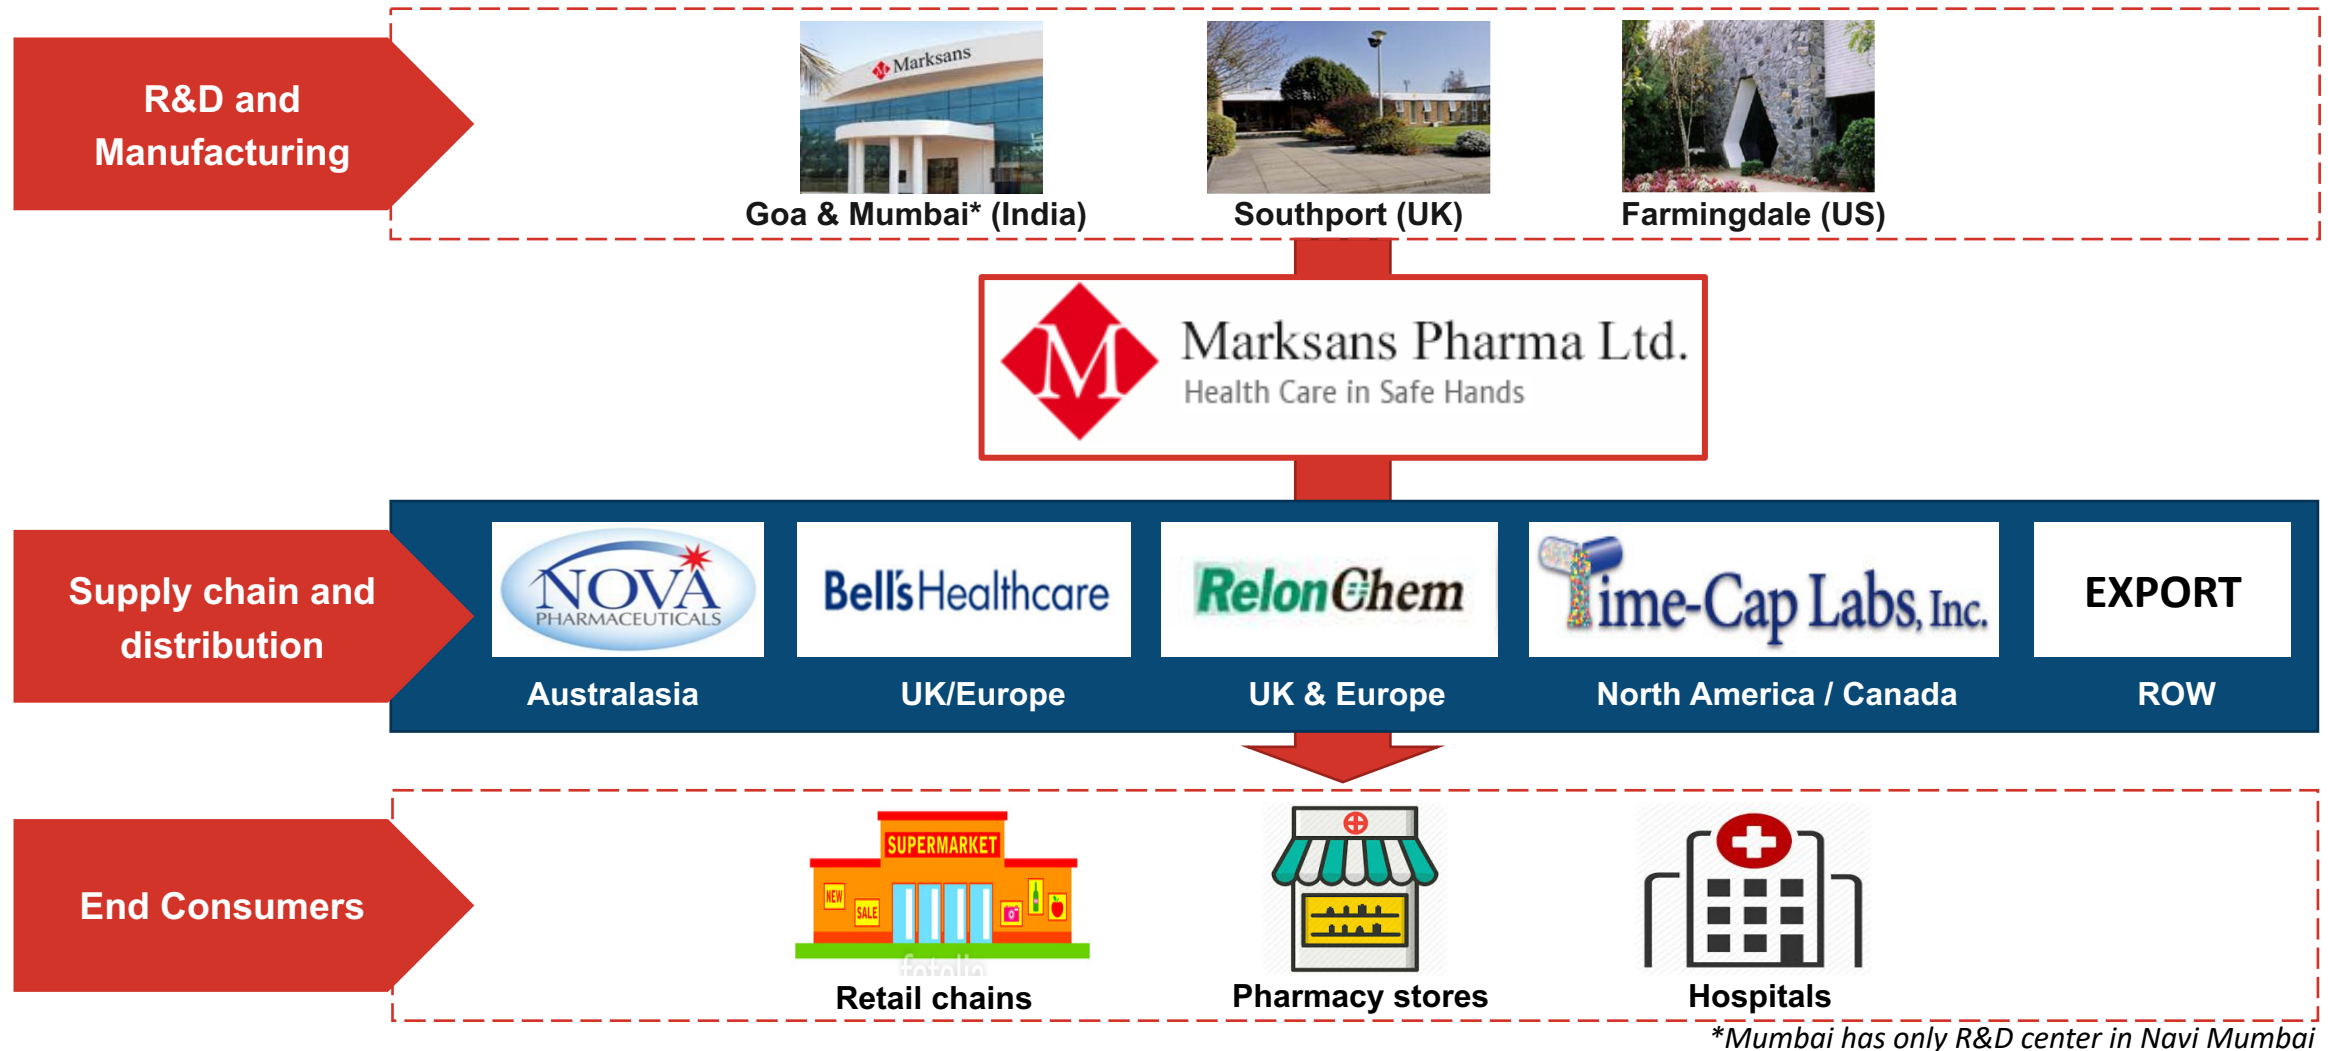 Marksans
R&D and
Manufacturing
Goa & Mumbai* (India)
Southport (UK)
Farmingdale (US)
M
Marksans Pharma Ltd.
Health Care in Safe Hands
Supply chain and
distribution
NOVA
PHARMACEUTICALS
Bell's Healthcare
RelonChem
Time-Cap Labs, Inc.
EXPORT
Australasia
UK/Europe
UK & Europe
North America / Canada
ROW
End Consumers
SUPERMARKET
NEW
SALE
fotolia
Retail chains
Pharmacy stores
Hospitals
*Mumbai has only R&D center in Navi Mumbai